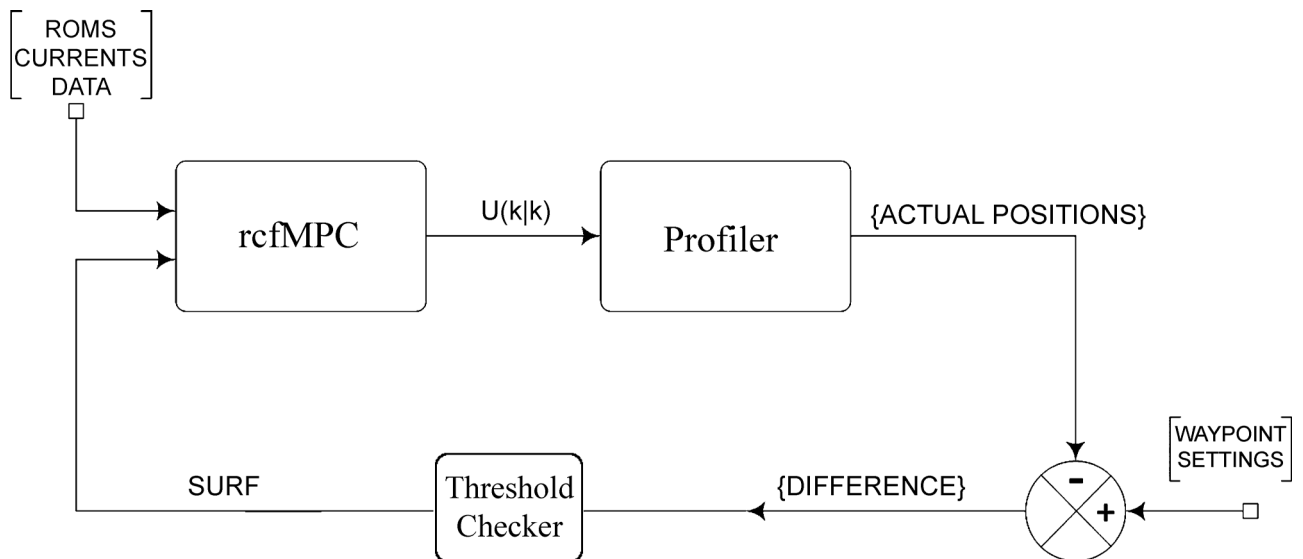 ROMS
CURRENTS
DATA
rcfMPC
U(k|k)
Profiler
{ACTUAL POSITIONS}
-
+
WAYPOINT
SETTINGS
{DIFFERENCE}
Threshold
Checker
SURF